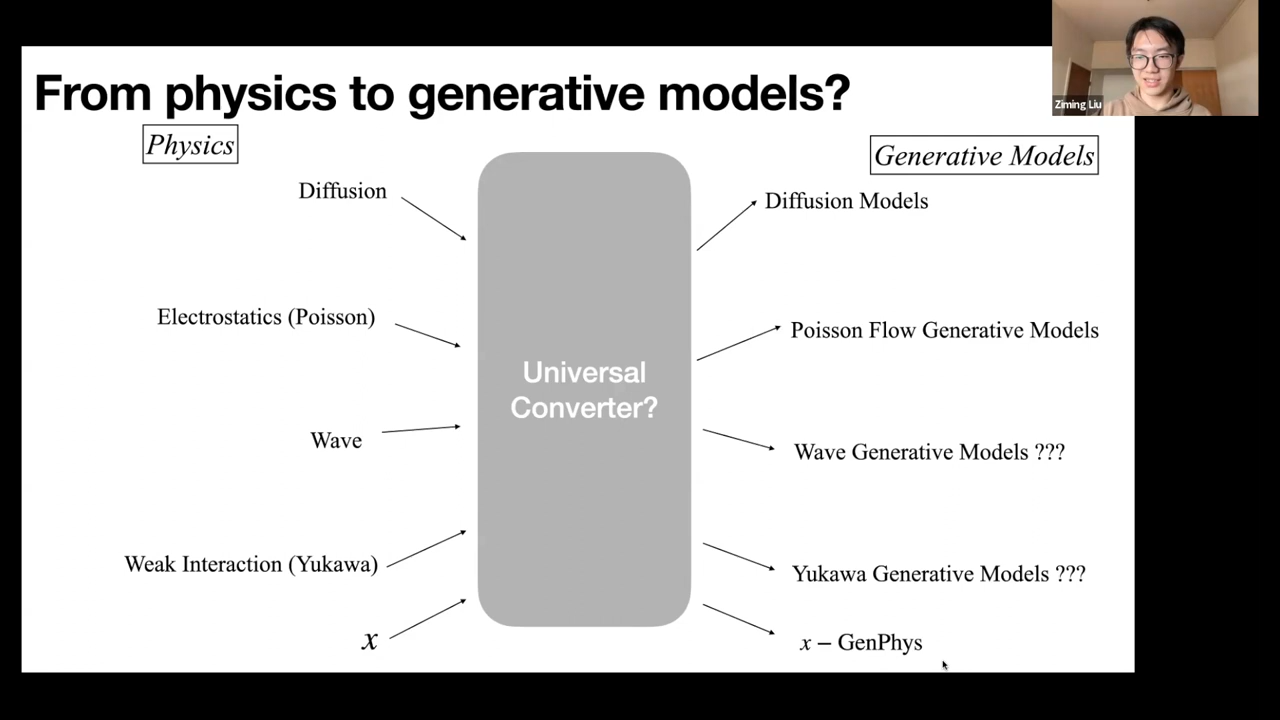 From physics to generative models?
Ziming Liu
Physics
Generative Models
Diffusion
Diffusion Models
Electrostatics (Poisson)
Poisson Flow Generative Models
Universal
Converter?
Wave
Wave Generative Models ???
Weak Interaction (Yukawa)
Yukawa Generative Models ???
x
x – GenPhys